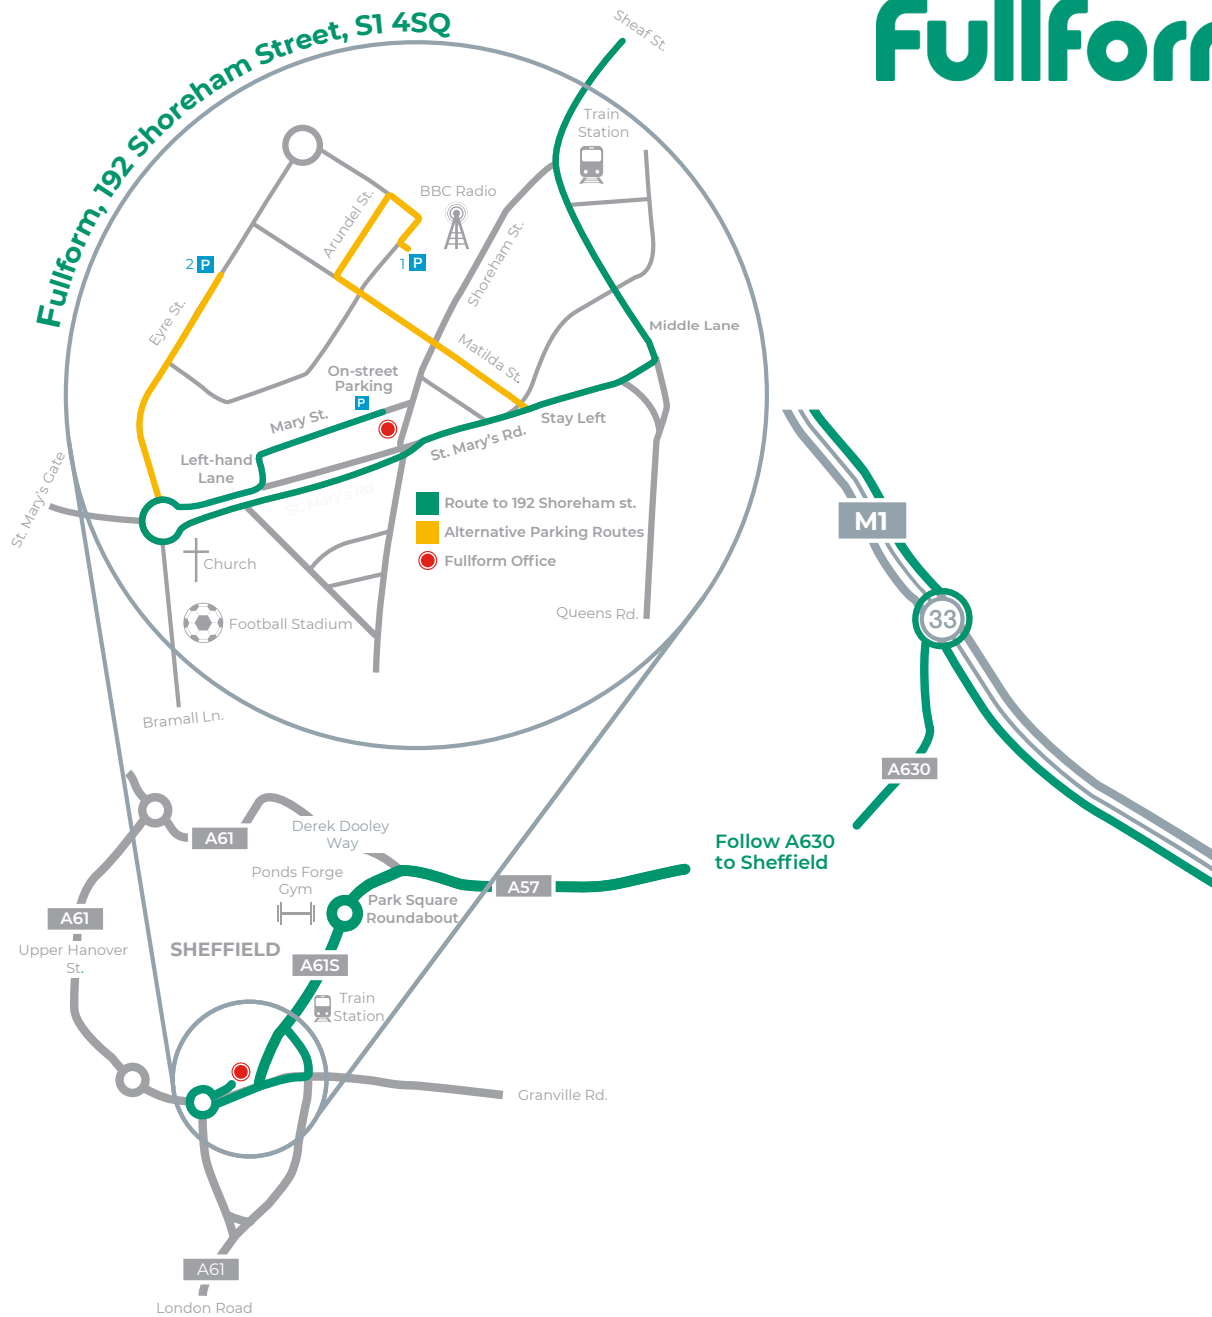 Fullform, 192 Shoreham Street, S1 4SQ
Sheaf St.
Train
Station
BBC Radio
Arundel St.
Shoreham St.
2 P
1 P
Eyre St.
Middle Lane
Matilda St.
On-street
Parking
P
Mary St.
Stay Left
St. Mary's Rd.
Left-hand
Lane
St. Mary's Gate
St. Mary's Rd.
Route to 192 Shoreham st.
Alternative Parking Routes
Fullform Office
Church
Football Stadium
Queens Rd.
Bramall Ln.
M1
33
A630
Follow A630
to Sheffield
A61
Derek Dooley
Way
Ponds Forge
Gym
A57
Park Square
Roundabout
A61
Upper Hanover
St.
SHEFFIELD
A61S
Train
Station
Granville Rd.
A61
London Road